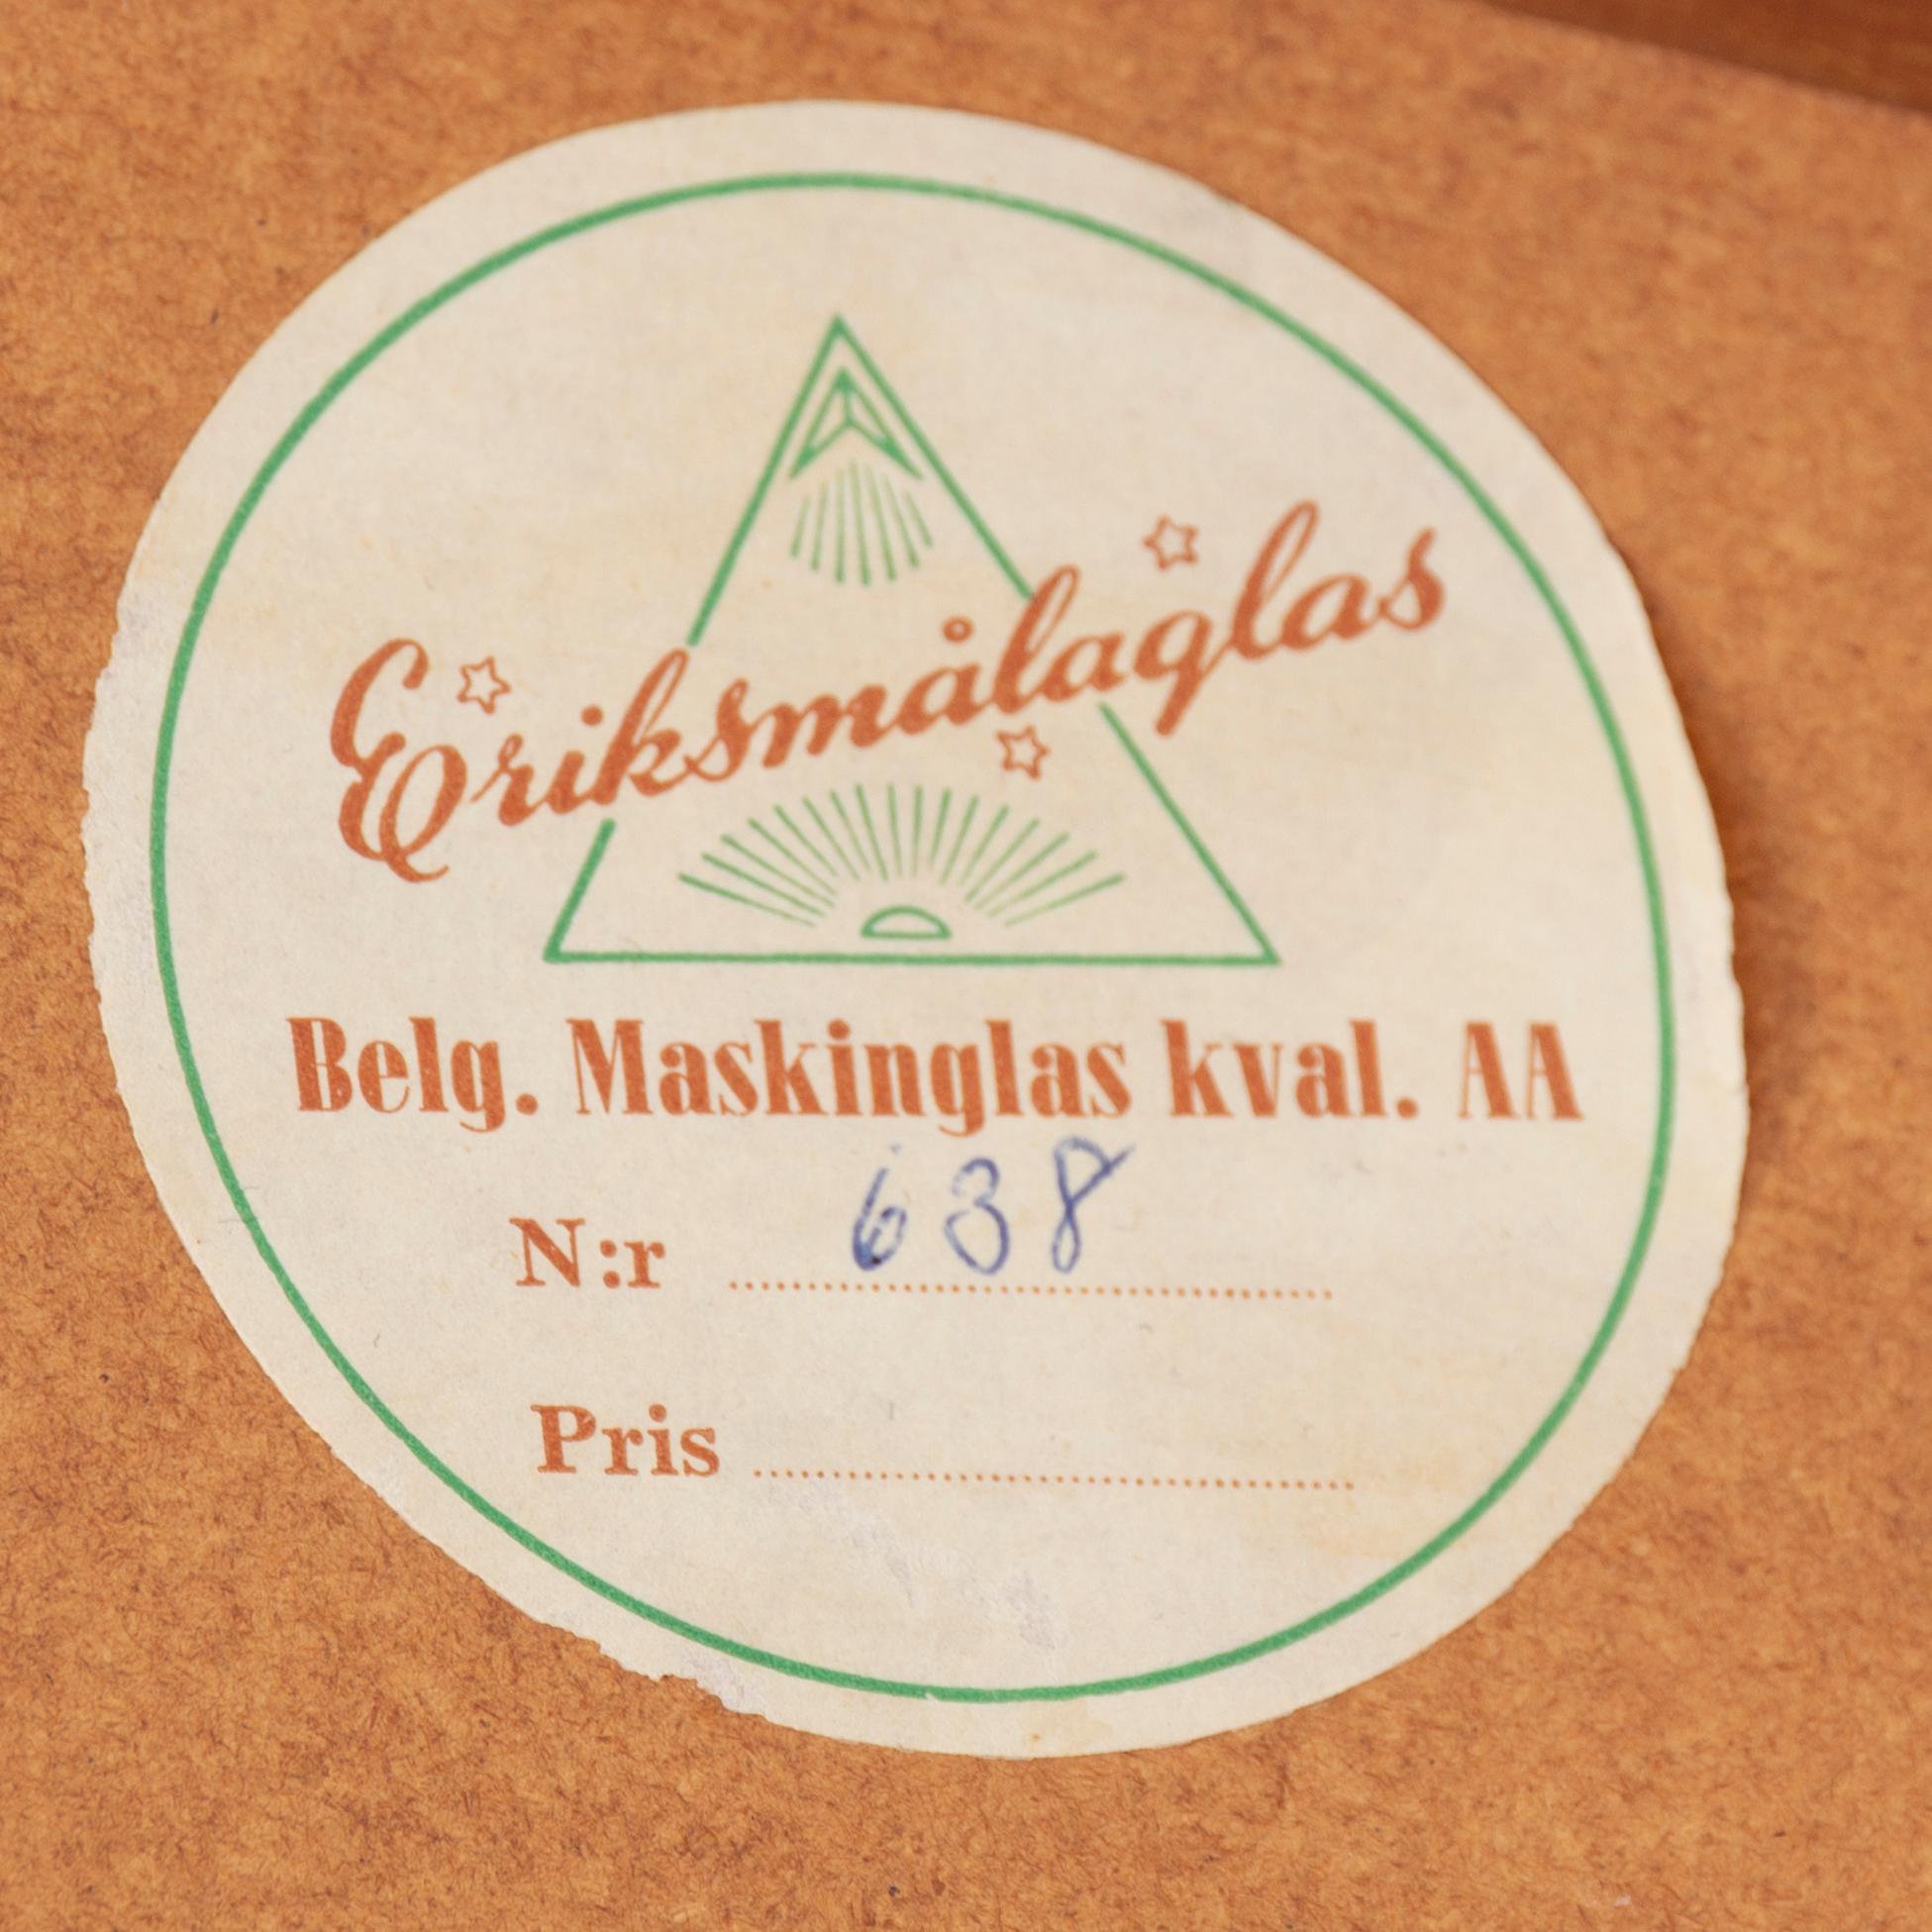 Eriksmålaglas
Belg. Maskinglas kval. AA
N:r 638
Pris